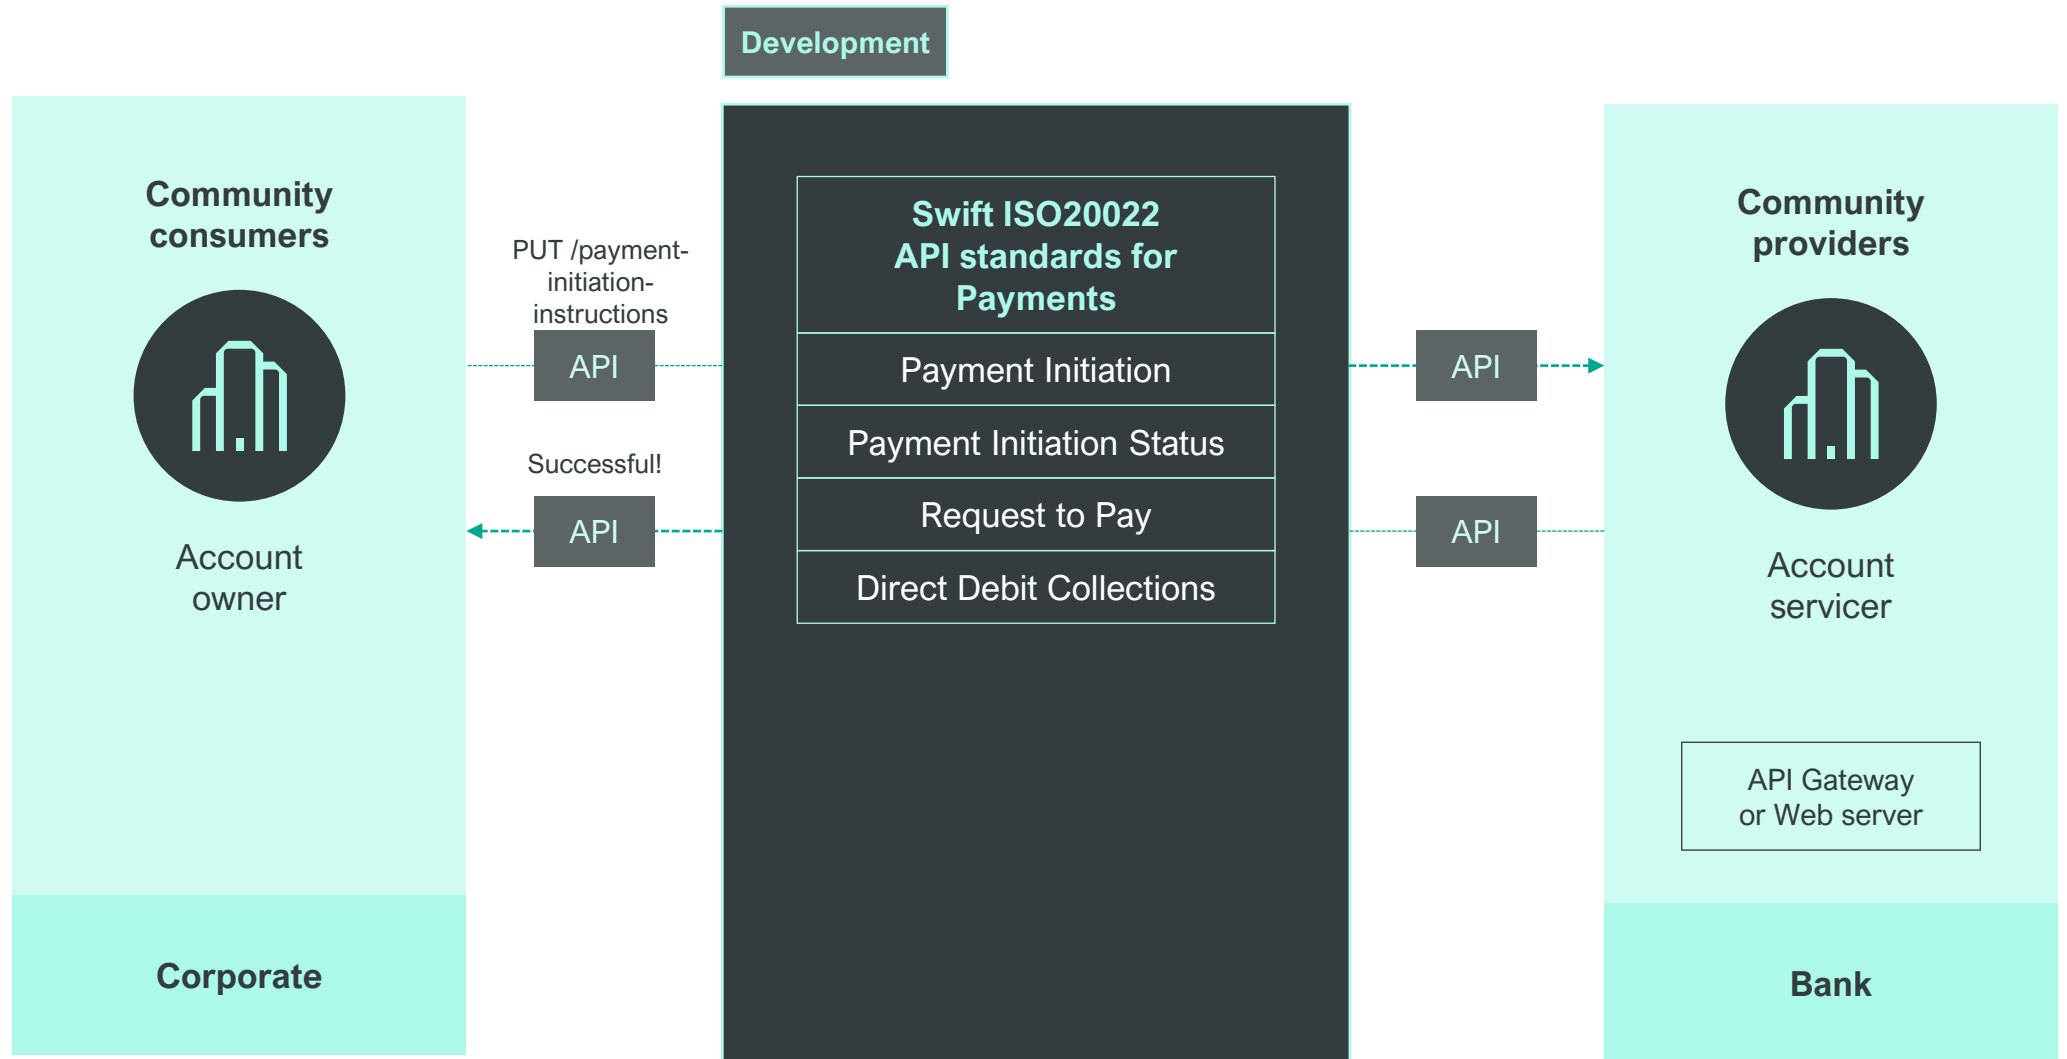 Development
Community
consumers
Account
owner
Corporate
PUT /payment-
initiation-
instructions
API
Successful!
API
Swift ISO20022
API standards for
Payments
Payment Initiation
Payment Initiation Status
Request to Pay
Direct Debit Collections
API
API
Community
providers
Account
servicer
API Gateway
or Web server
Bank